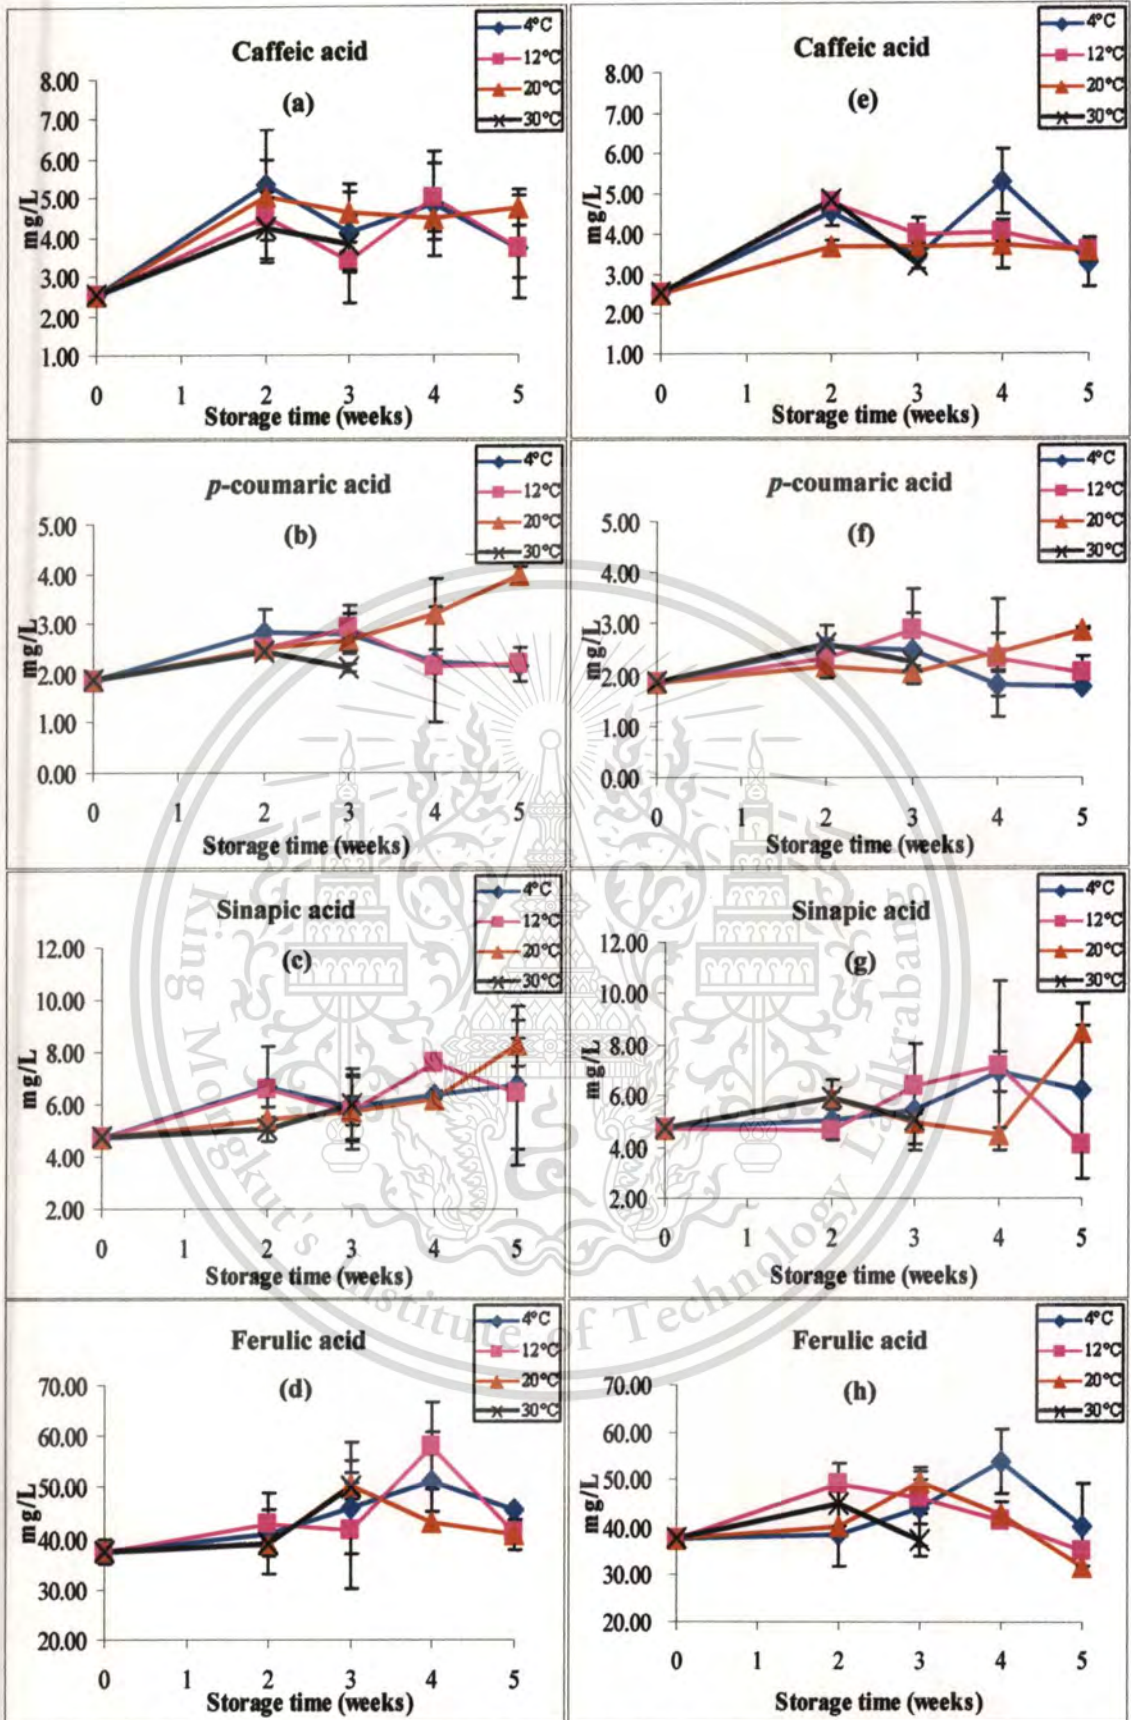 Caffeic acid
(a)
4°C
12°C
20°C
30°C
8.00
7.00
6.00
5.00
4.00
3.00
2.00
1.00
mg/L
0 1 2 3 4 5
Storage time (weeks)
Caffeic acid
(e)
4°C
12°C
20°C
30°C
8.00
7.00
6.00
5.00
4.00
3.00
2.00
1.00
mg/L
0 1 2 3 4 5
Storage time (weeks)
p-coumaric acid
(b)
4°C
12°C
20°C
30°C
5.00
4.00
3.00
2.00
1.00
0.00
mg/L
0 1 2 3 4 5
Storage time (weeks)
p-coumaric acid
(f)
4°C
12°C
20°C
30°C
5.00
4.00
3.00
2.00
1.00
0.00
mg/L
0 1 2 3 4 5
Storage time (weeks)
Sinapic acid
(c)
4°C
12°C
20°C
30°C
12.00
10.00
8.00
6.00
4.00
2.00
mg/L
0 1 2 3 4 5
Storage time (weeks)
Sinapic acid
(g)
4°C
12°C
20°C
30°C
12.00
10.00
8.00
6.00
4.00
2.00
mg/L
0 1 2 3 4 5
Storage time (weeks)
Ferulic acid
(d)
4°C
12°C
20°C
30°C
70.00
60.00
50.00
40.00
30.00
20.00
mg/L
0 1 2 3 4 5
Storage time (weeks)
Ferulic acid
(h)
4°C
12°C
20°C
30°C
70.00
60.00
50.00
40.00
30.00
20.00
mg/L
0 1 2 3 4 5
Storage time (weeks)
King Mongkut's Institute of Technology Ladkrabang